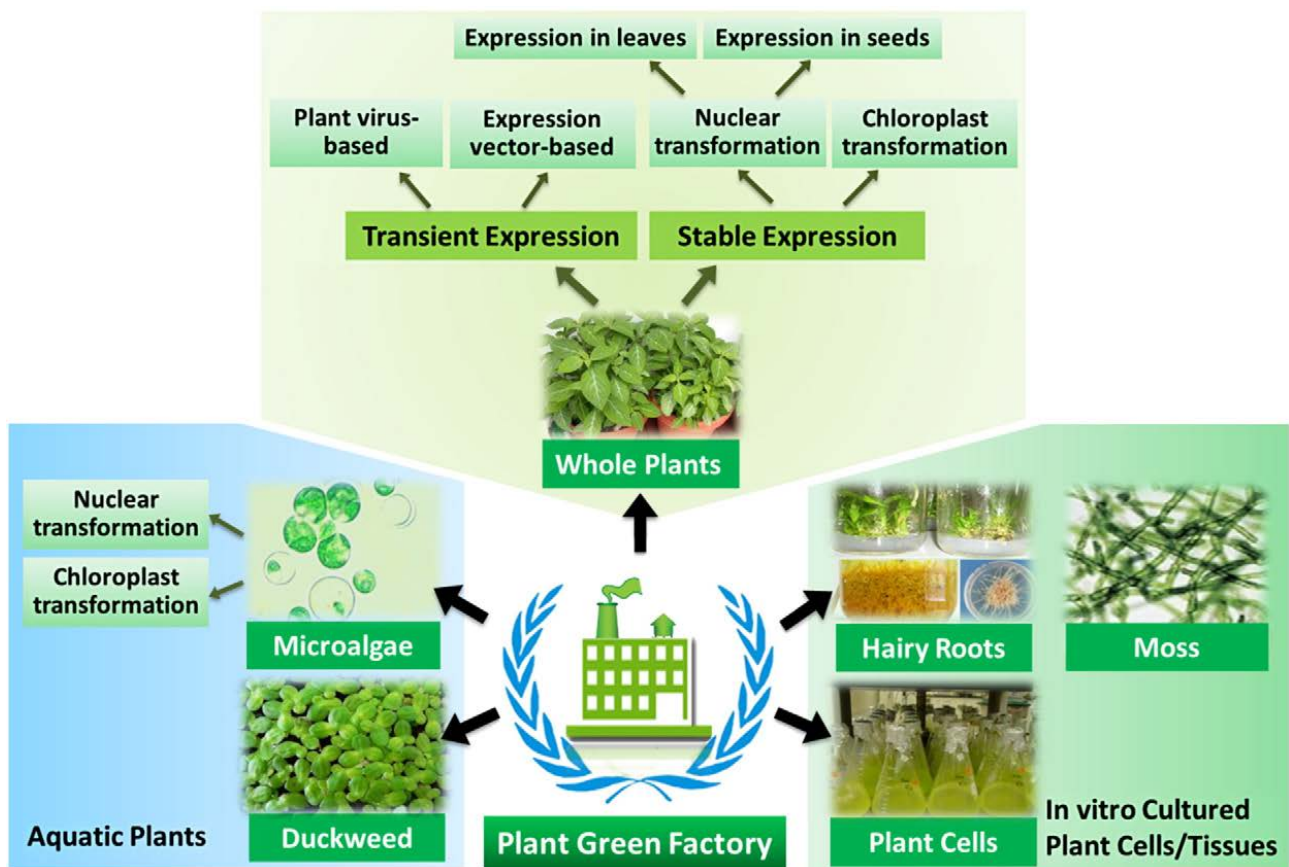 Expression in leaves
Expression in seeds
Plant virus-
based
Expression
vector-based
Nuclear
transformation
Chloroplast
transformation
Transient Expression
Stable Expression
Whole Plants
Nuclear
transformation
Chloroplast
transformation
Microalgae
Duckweed
Aquatic Plants
Plant Green Factory
Hairy Roots
Moss
Plant Cells
In vitro Cultured
Plant Cells/Tissues